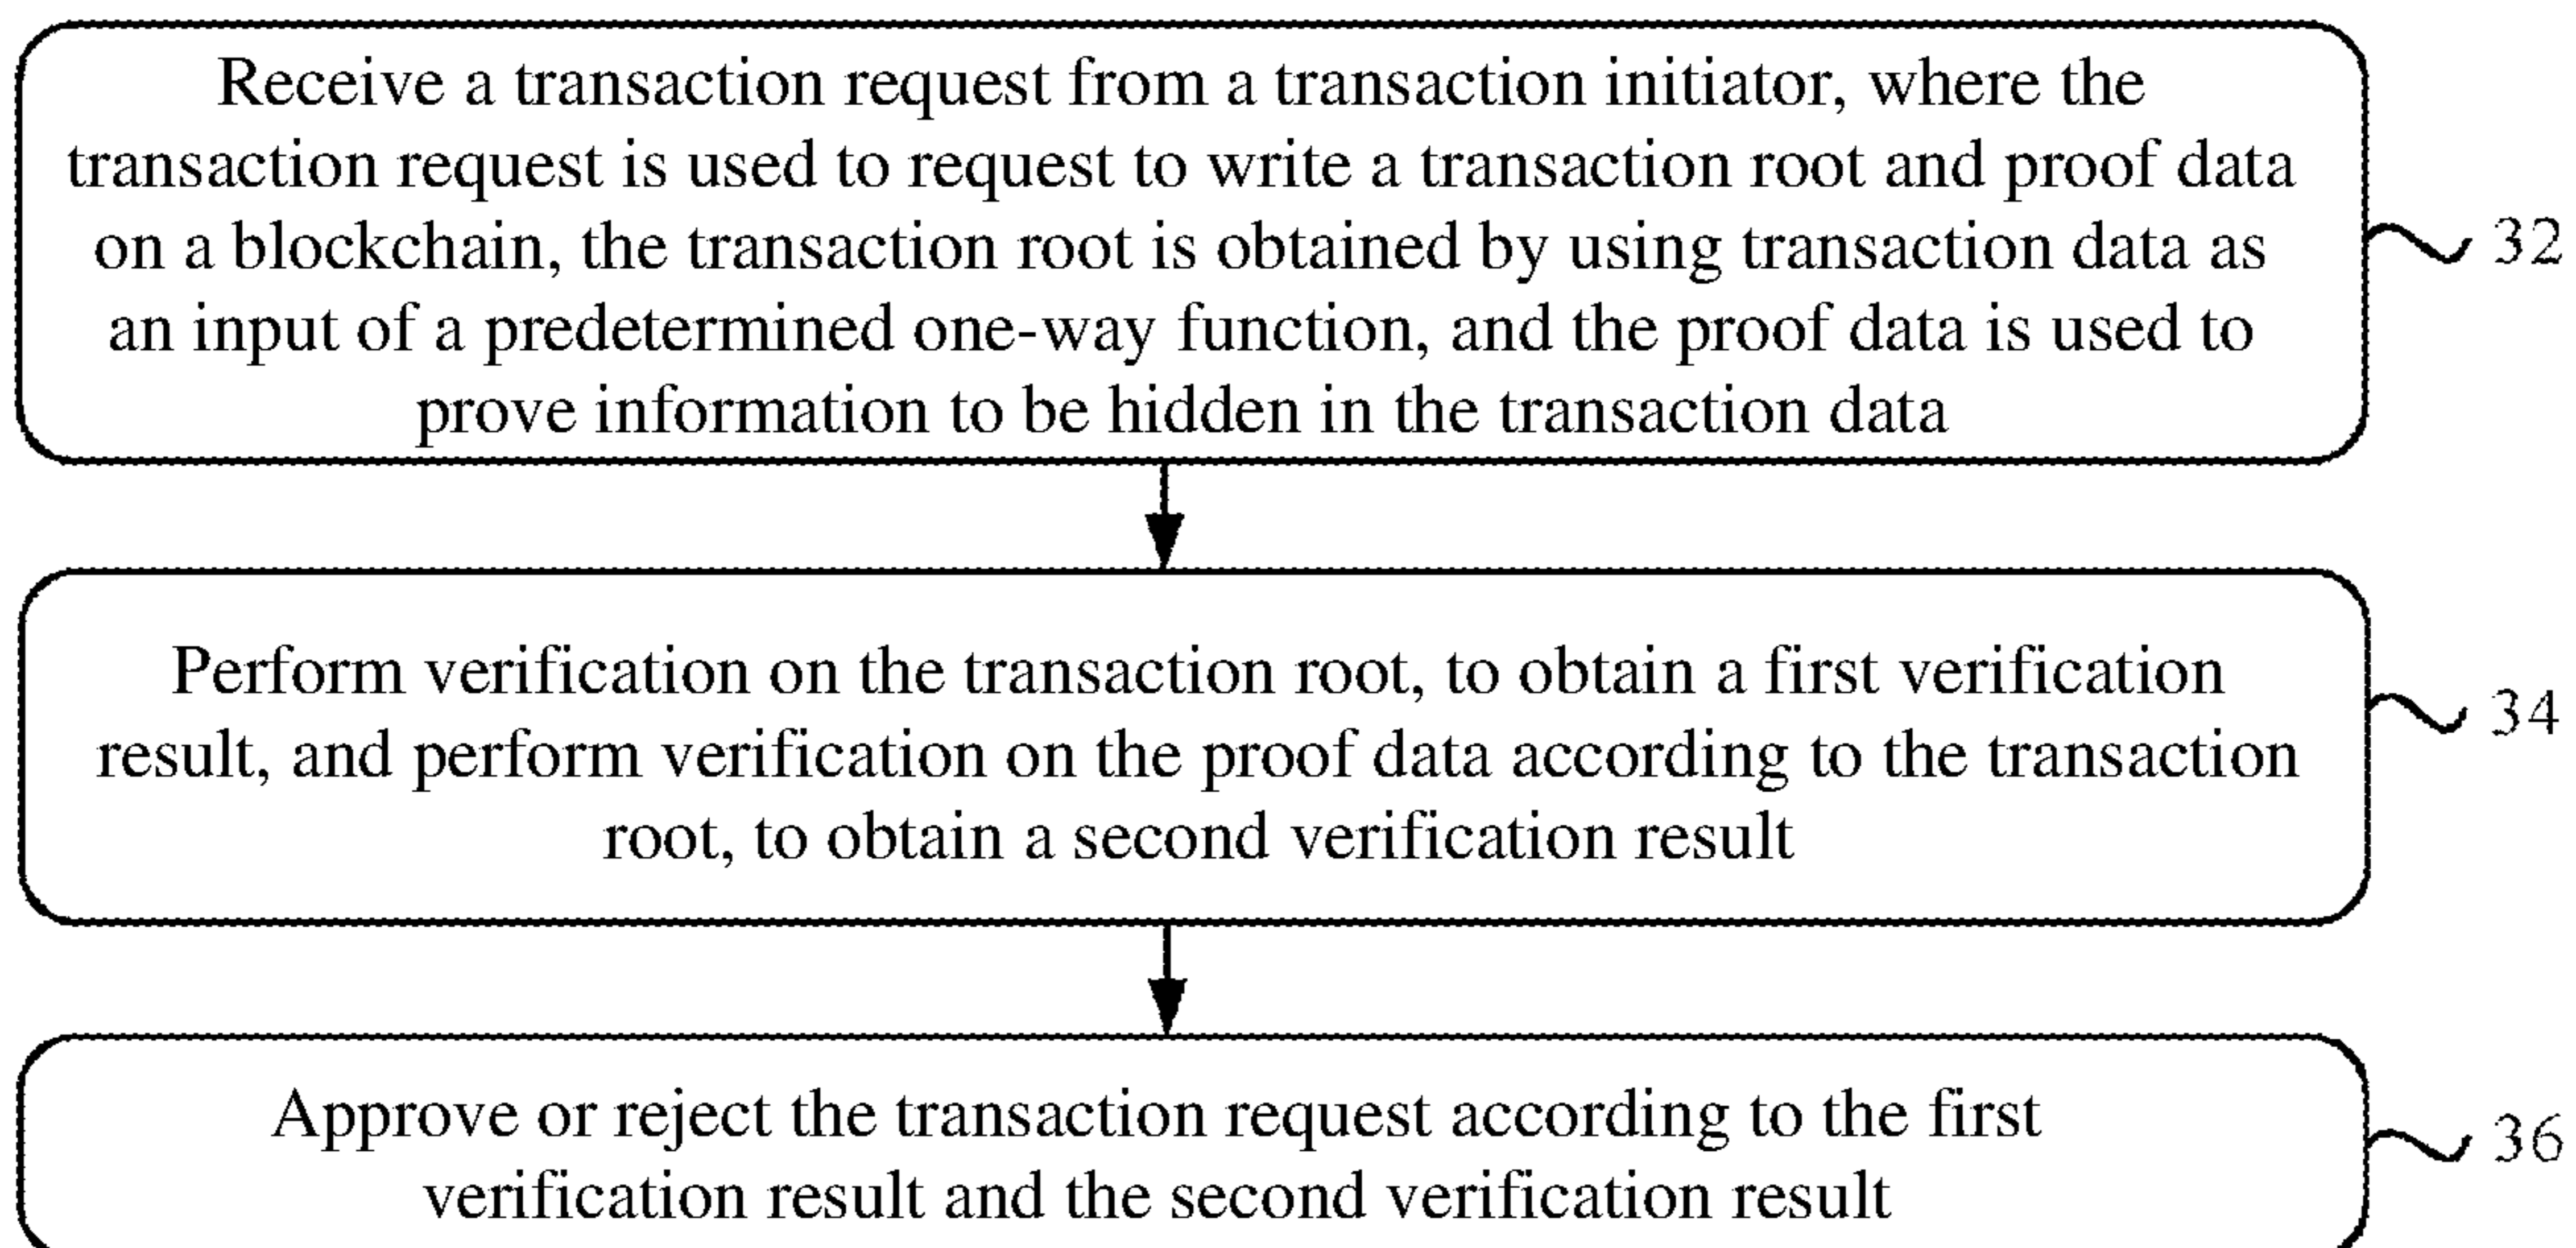 Receive a transaction request from a transaction initiator, where the
transaction request is used to request to write a transaction root and proof data
on a blockchain, the transaction root is obtained by using transaction data as
an input of a predetermined one-way function, and the proof data is used to
prove information to be hidden in the transaction data
32
Perform verification on the transaction root, to obtain a first verification
result, and perform verification on the proof data according to the transaction
root, to obtain a second verification result
34
Approve or reject the transaction request according to the first
verification result and the second verification result
36